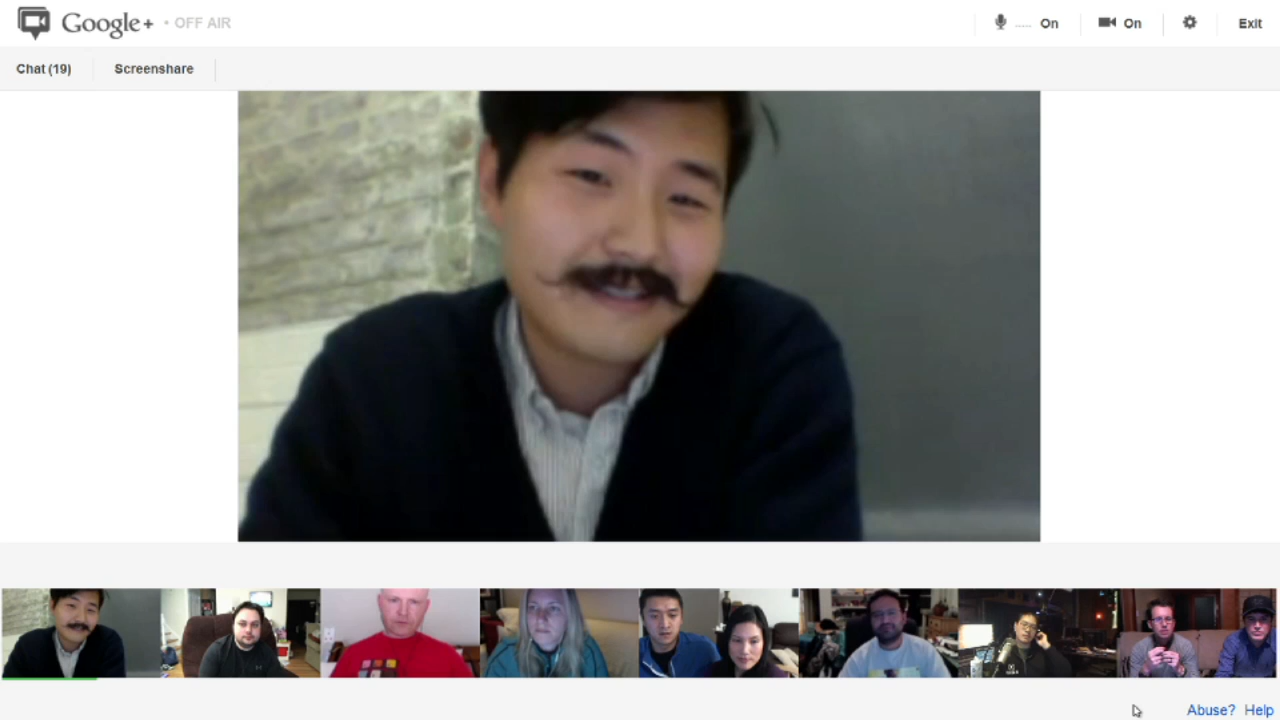 Google+ • OFF AIR
On
On
Exit
Chat (19)
Screenshare
Abuse? Help